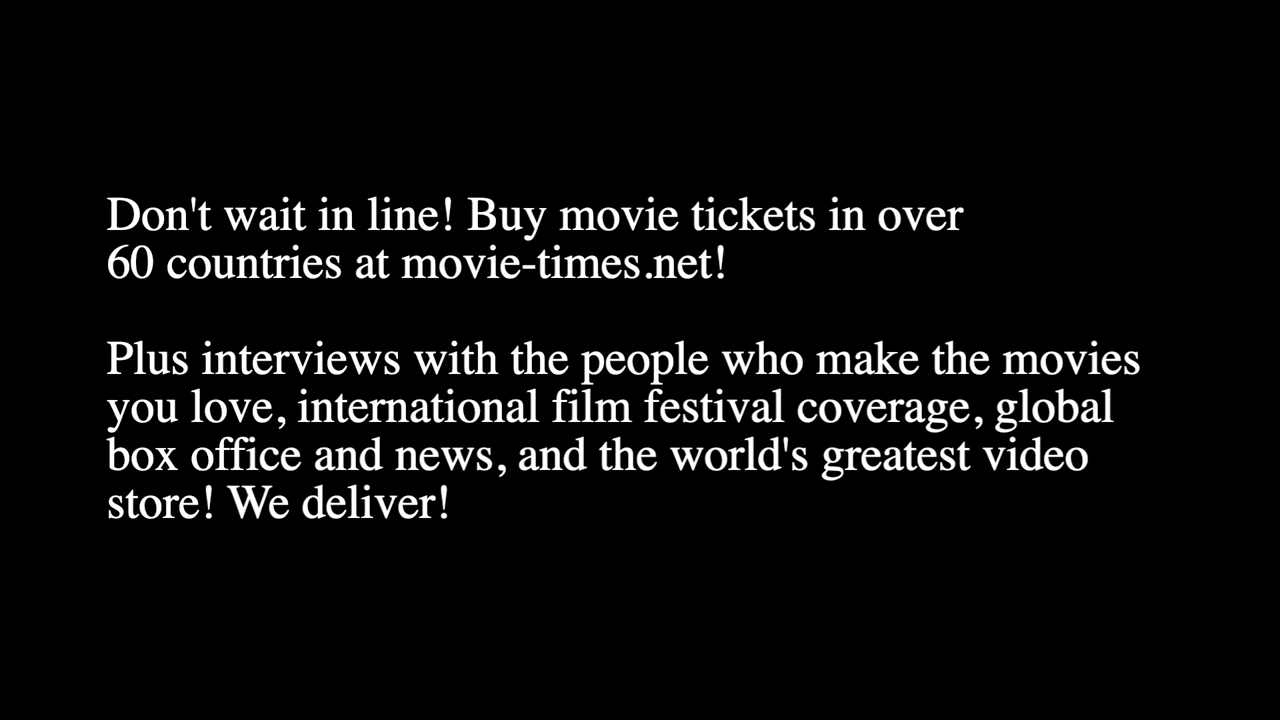 Don't wait in line! Buy movie tickets in over
60 countries at movie-times.net!
Plus interviews with the people who make the movies
you love, international film festival coverage, global
box office and news, and the world's greatest video
store! We deliver!